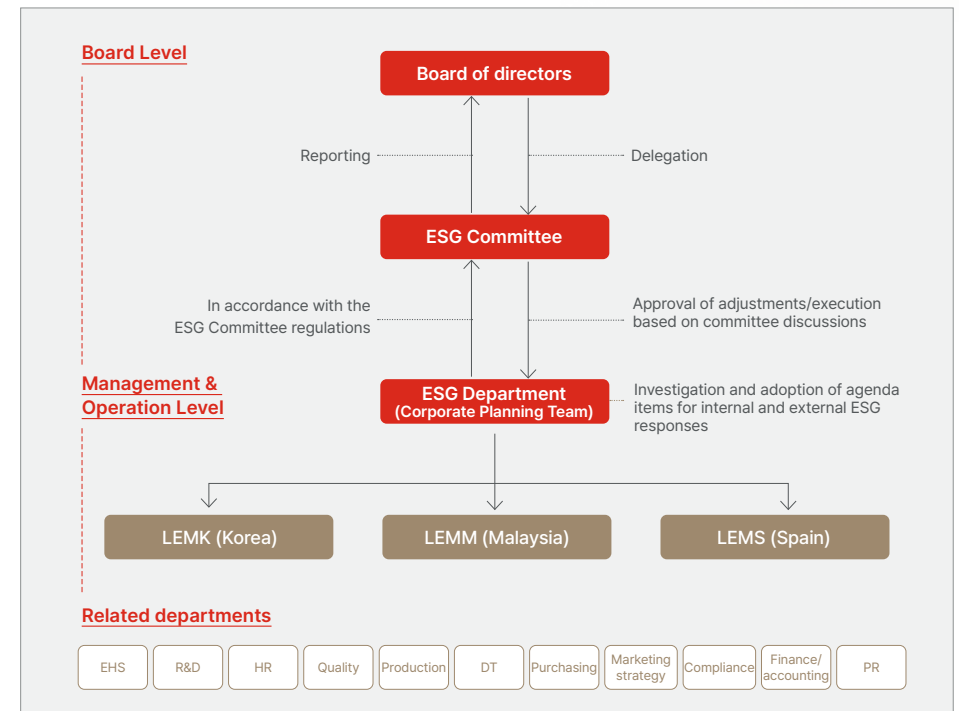 Board Level
Board of directors
Reporting
Delegation
ESG Committee
In accordance with the
ESG Committee regulations
Approval of adjustments/execution
based on committee discussions
Management &
Operation Level
ESG Department
(Corporate Planning Team)
Investigation and adoption of agenda
items for internal and external ESG
responses
LEMK (Korea)
LEMM (Malaysia)
LEMS (Spain)
Related departments
EHS
R&D
HR
Quality
Production
DT
Purchasing
Marketing
strategy
Compliance
Finance/
accounting
PR